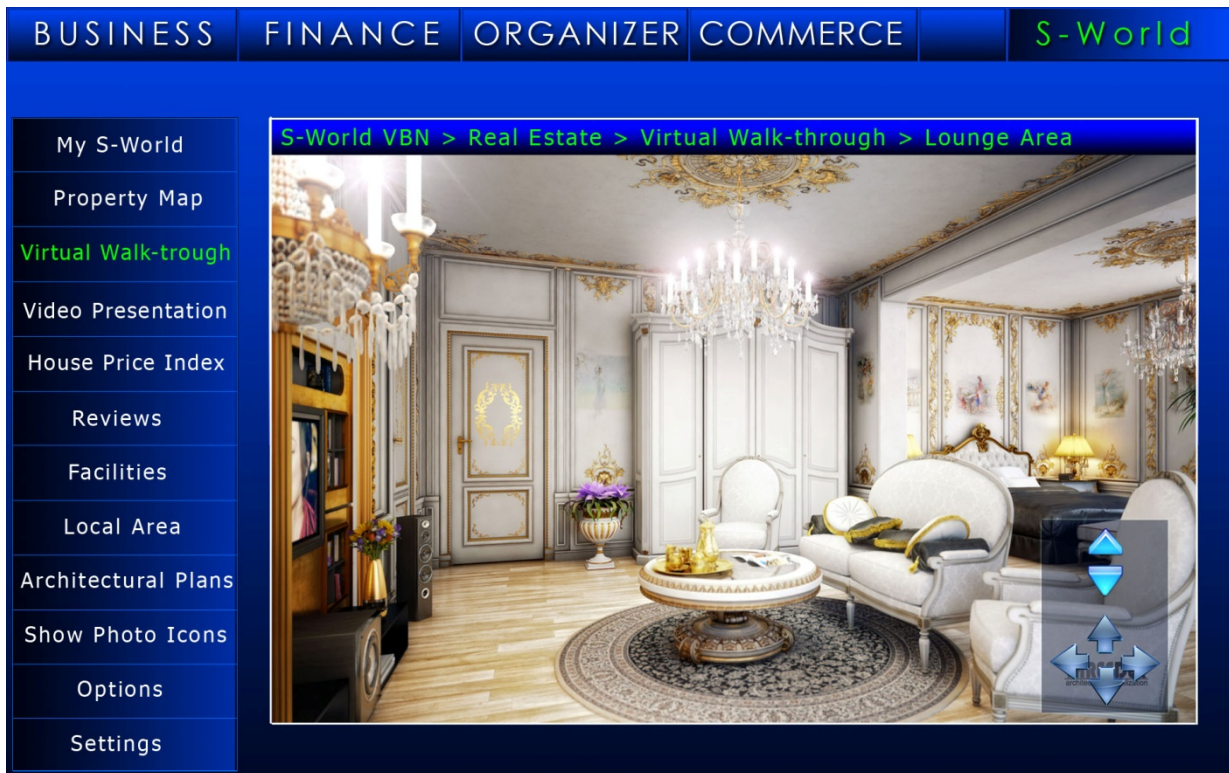 BUSINESS FINANCE ORGANIZER COMMERCE S-World
S-World VBN > Real Estate > Virtual Walk-through > Lounge Area
My S-World
Property Map
Virtual Walk-trough
Video Presentation
House Price Index
Reviews
Facilities
Local Area
Architectural Plans
Show Photo Icons
Options
Settings